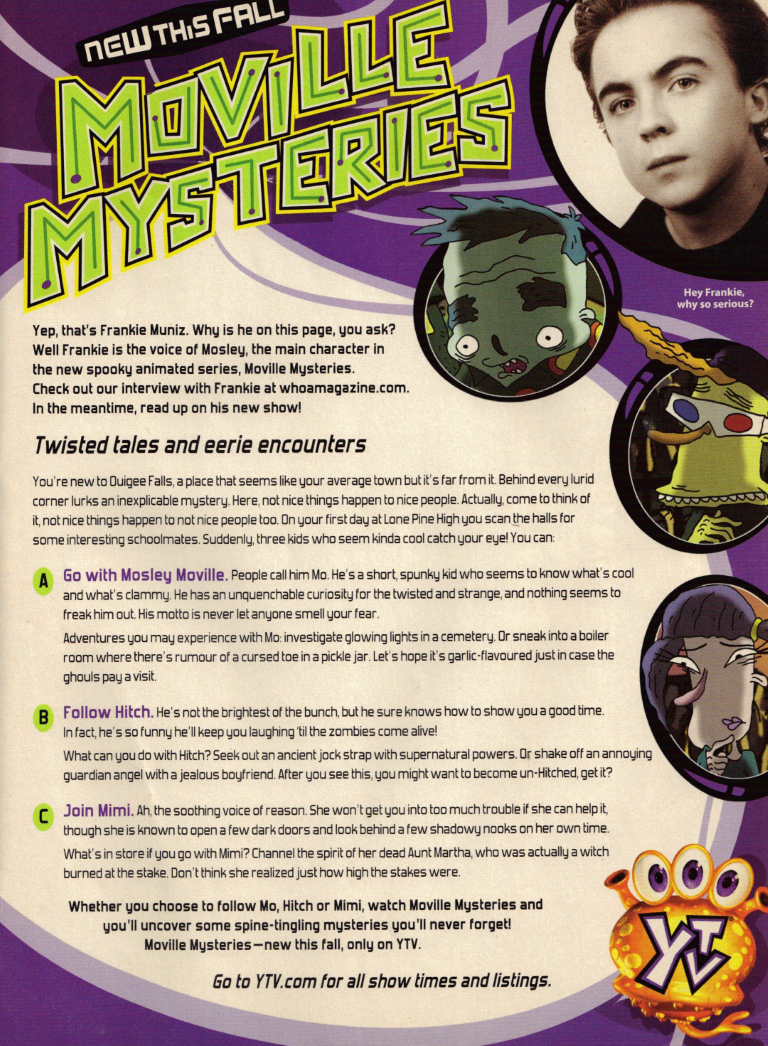 NEW THIS FALL
MOVILLE
MYSTERIES
Hey Frankie,
why so serious?
Yep, that's Frankie Muniz. Why is he on this page, you ask?
Well Frankie is the voice of Mosley, the main character in
the new spooky animated series, Moville Mysteries.
Check out our interview with Frankie at whoamagazine.com.
In the meantime, read up on his new show!
Twisted tales and eerie encounters
You're new to Quigee Falls, a place that seems like your average town but it's far from it. Behind every lurid
corner lurks an inexplicable mystery. Here, not nice things happen to nice people. Actually, come to think of
it, not nice things happen to not nice people too. On your first day at Lone Pine High you scan the halls for
some interesting schoolmates. Suddenly, three kids who seem kinda cool catch your eye! You can:
A Go with Mosley Moville. People call him Mo. He's a short, spunky kid who seems to know what's cool
and what's clammy. He has an unquenchable curiosity for the twisted and strange, and nothing seems to
freak him out. His motto is never let anyone smell your fear.
Adventures you may experience with Mo: investigate glowing lights in a cemetery. Or sneak into a boiler
room where there's rumour of a cursed toe in a pickle jar. Let's hope it's garlic-flavoured just in case the
ghouls pay a visit.
B Follow Hitch. He's not the brightest of the bunch, but he sure knows how to show you a good time.
In fact, he's so funny he'll keep you laughing 'til the zombies come alive!
What can you do with Hitch? Seek out an ancient jock strap with supernatural powers. Or shake off an annoying
guardian angel with a jealous boyfriend. After you see this, you might want to become un-Hitched, get it?
C Join Mimi. Ah, the soothing voice of reason. She won't get you into too much trouble if she can help it,
though she is known to open a few dark doors and look behind a few shadowy nooks on her own time.
What's in store if you go with Mimi? Channel the spirit of her dead Aunt Martha, who was actually a witch
burned at the stake. Don't think she realized just how high the stakes were.
Whether you choose to follow Mo, Hitch or Mimi, watch Moville Mysteries and
you'll uncover some spine-tingling mysteries you'll never forget!
Moville Mysteries—new this fall, only on YTV.
Go to YTV.com for all show times and listings.
YTV